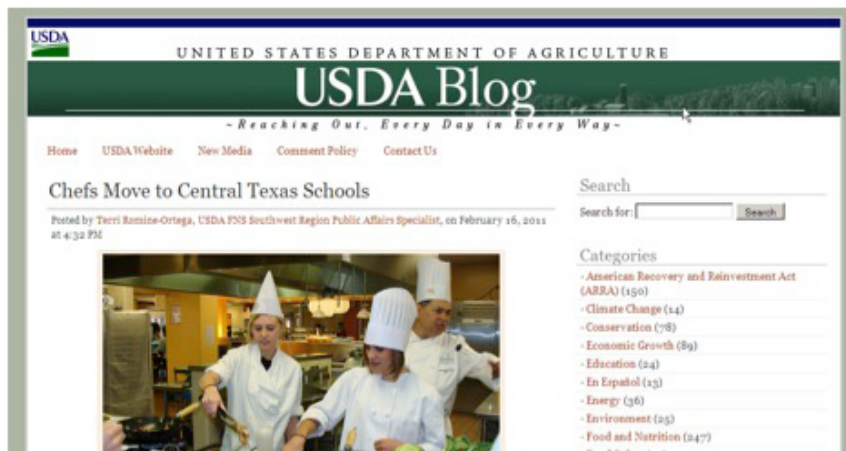 USDA
UNITED STATES DEPARTMENT OF AGRICULTURE
USDA Blog
~Reaching Out, Every Day in Every Way~
Home USDA Website New Media Comment Policy Contact Us
Chefs Move to Central Texas Schools
Posted by Terri Romine-Ortega, USDA FNS Southwest Region Public Affairs Specialist, on February 16, 2011
at 4:32 PM
Search
Search for: Search
Categories
- American Recovery and Reinvestment Act
(ARRA) (150)
- Climate Change (14)
- Conservation (78)
- Economic Growth (89)
- Education (24)
- En Español (13)
- Energy (36)
- Environment (25)
- Food and Nutrition (247)